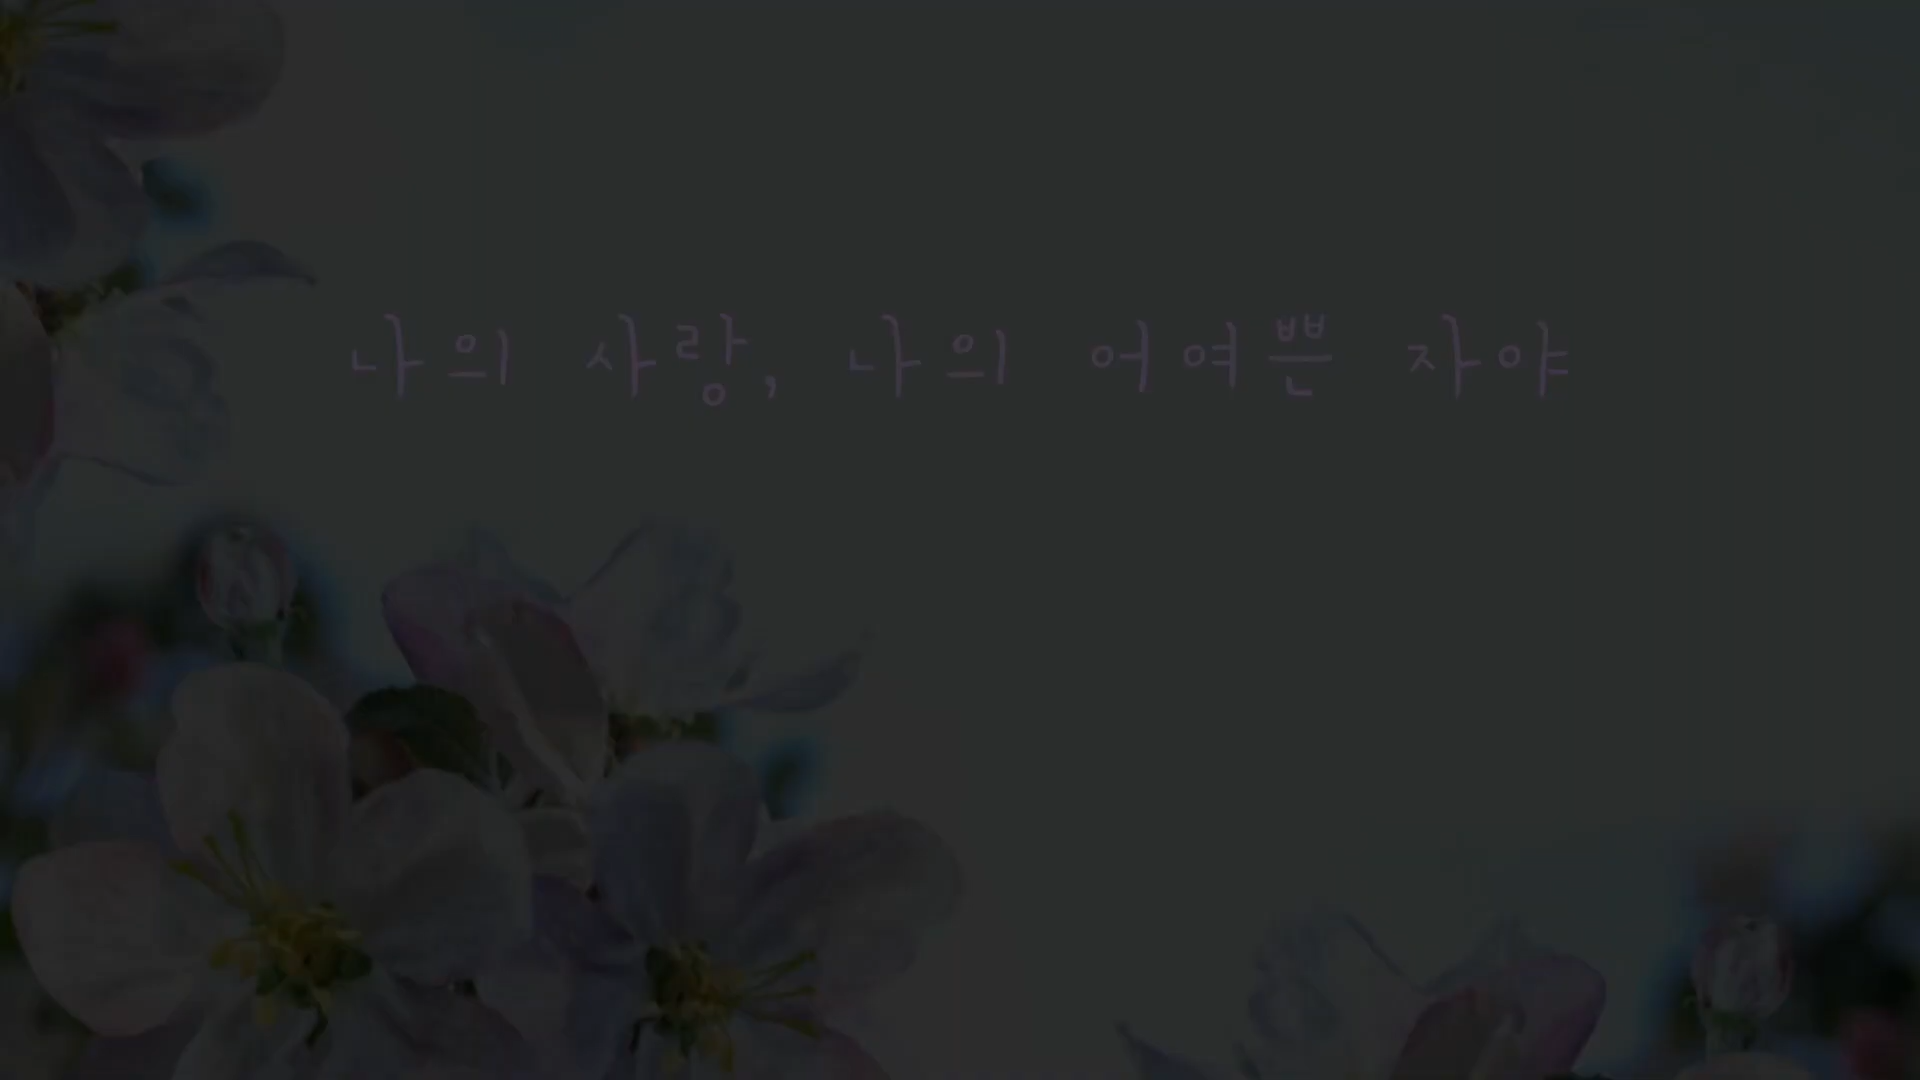 나의 사랑, 나의 어여쁜 자야